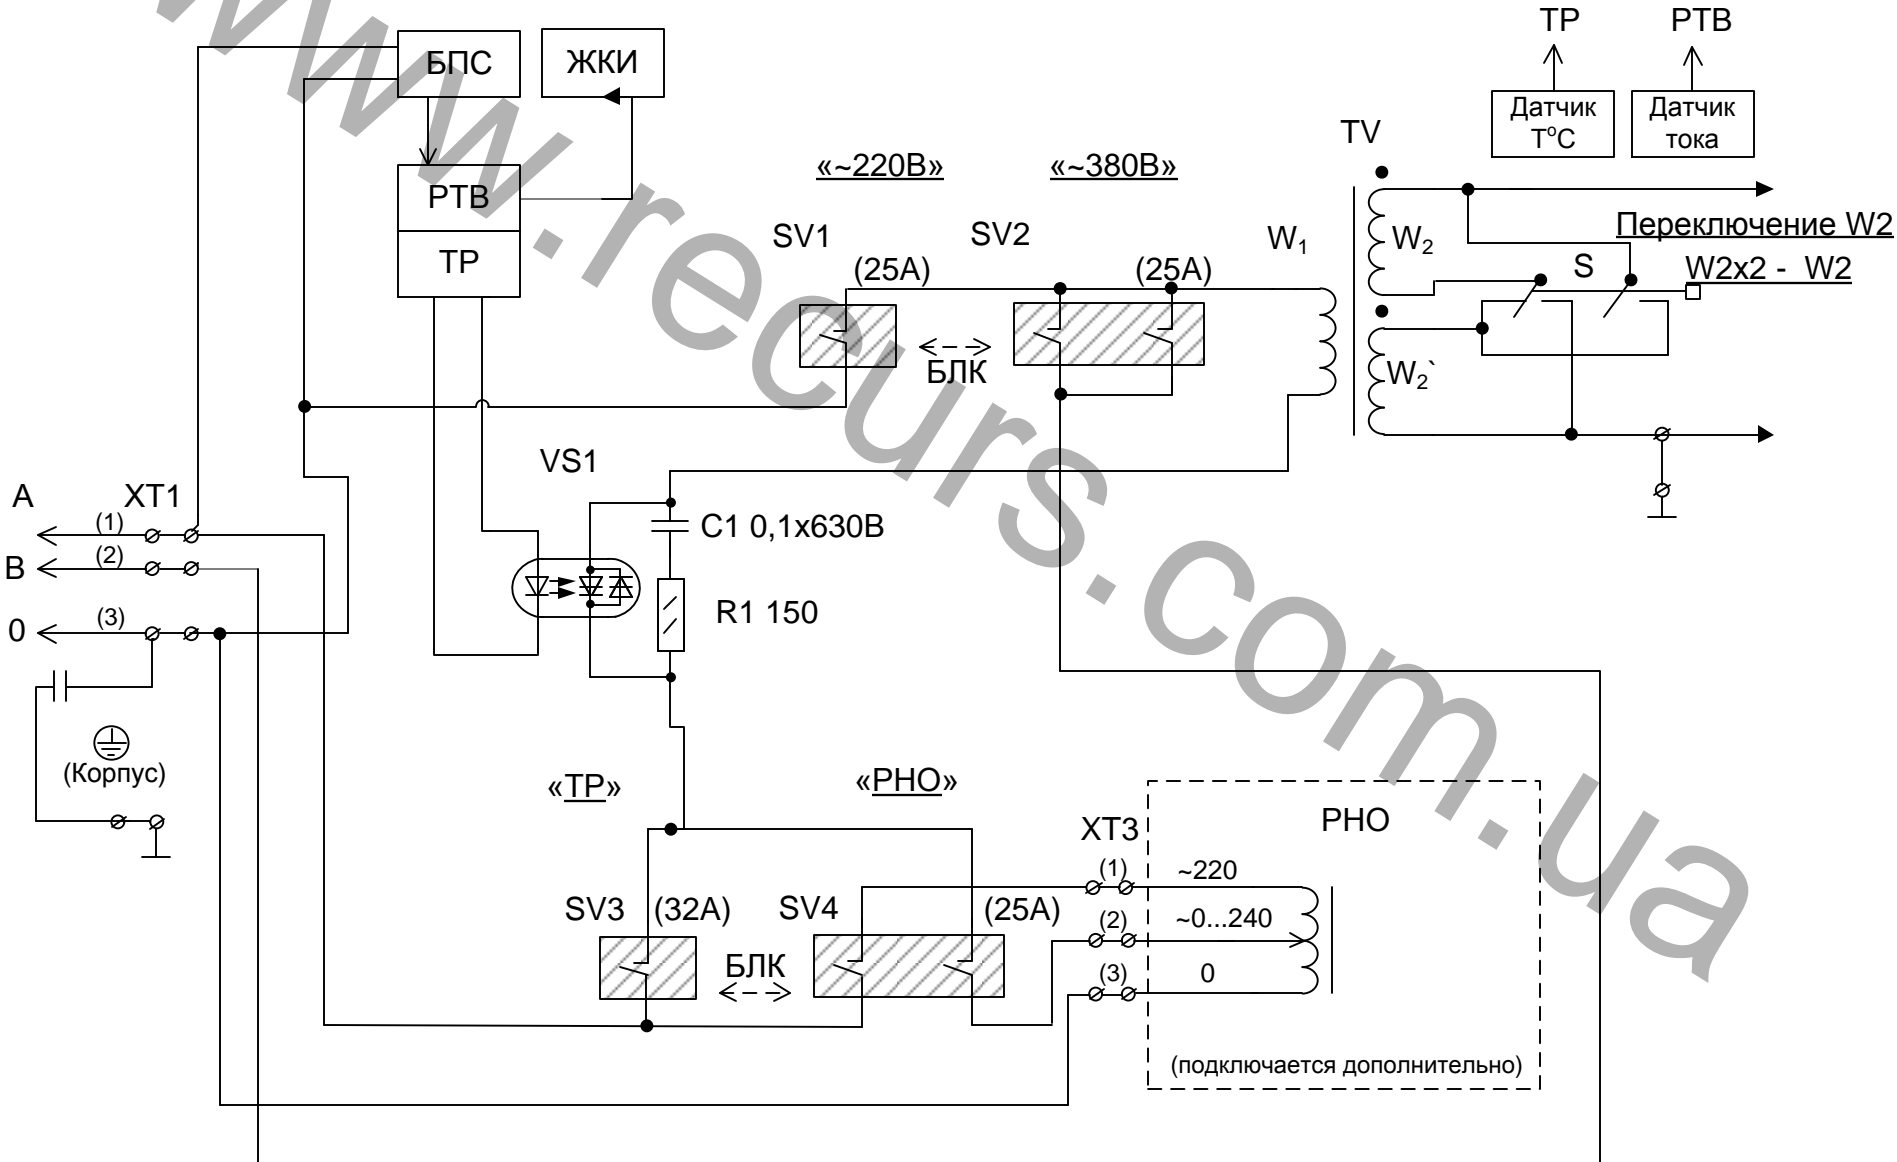 www.recurs.com.ua
ТР
РТВ
БПС
ЖКИ
Датчик
TºC
Датчик
тока
TV
«~220В»
«~380В»
РТВ
ТР
SV1
(25А)
SV2
(25А)
W1
W2
Переключение W2
S
W2x2 - W2
БЛК
W2`
VS1
A
XT1
(1)
C1 0,1x630В
B
(2)
R1 150
0
(3)
(Корпус)
«ТР»
«РНО»
XT3
РНО
(1)
~220
SV3
(32А)
SV4
(25А)
(2)
~0...240
БЛК
(3)
0
(подключается дополнительно)